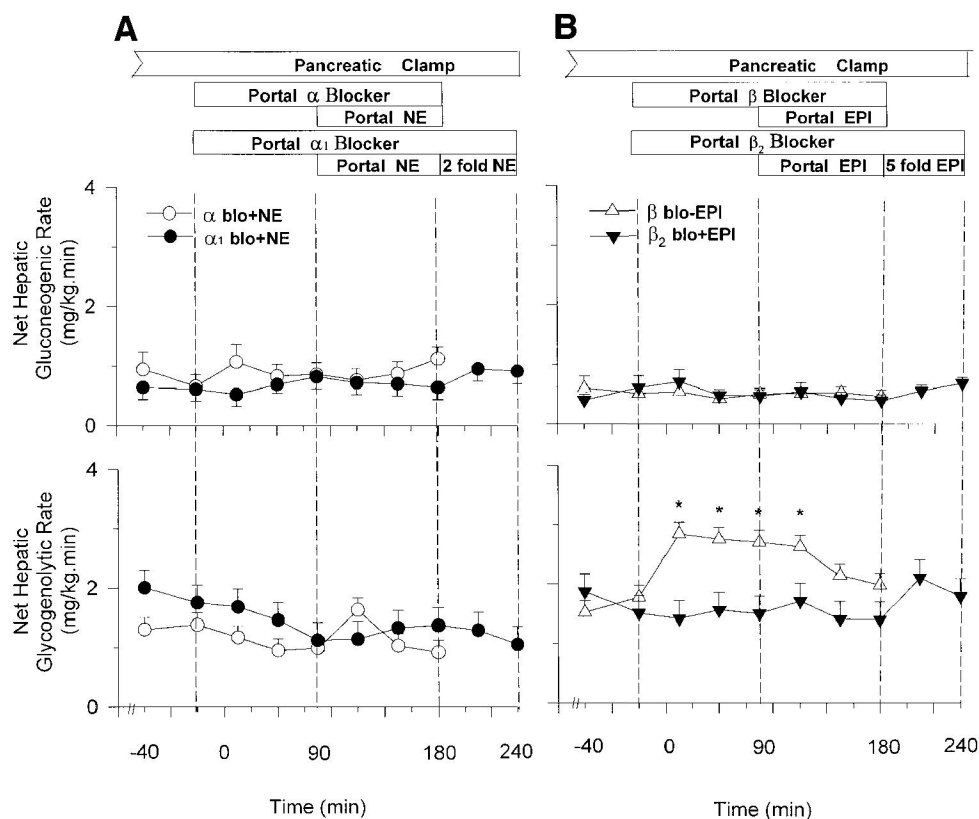 A
Pancreatic Clamp
Portal α Blocker
Portal NE
Portal α₁ Blocker
Portal NE
2 fold NE
4
2
0
Net Hepatic
Gluconeogenic Rate
(mg/kg.min)
α blo+NE
α₁ blo+NE
4
2
0
Net Hepatic
Glycogenolytic Rate
(mg/kg.min)
-40
0
90
180
240
Time (min)
B
Pancreatic Clamp
Portal β Blocker
Portal EPI
Portal β₂ Blocker
Portal EPI
5 fold EPI
β blo-EPI
β₂ blo+EPI
* * * *
-40
0
90
180
240
Time (min)